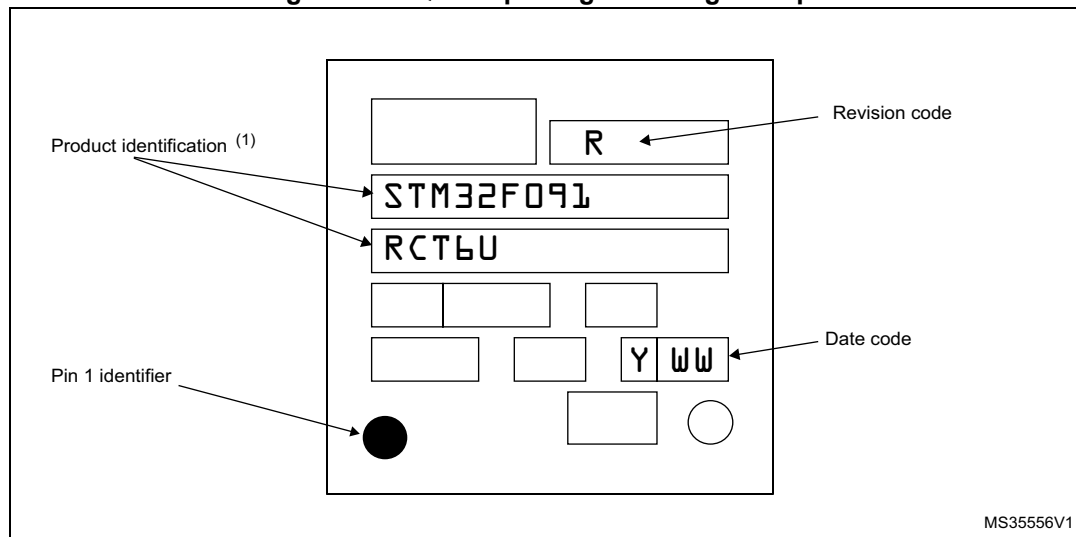 Revision code
R
Product identification (1)
STM32F091
RCT6U
Y WW
Date code
Pin 1 identifier
MS35556V1